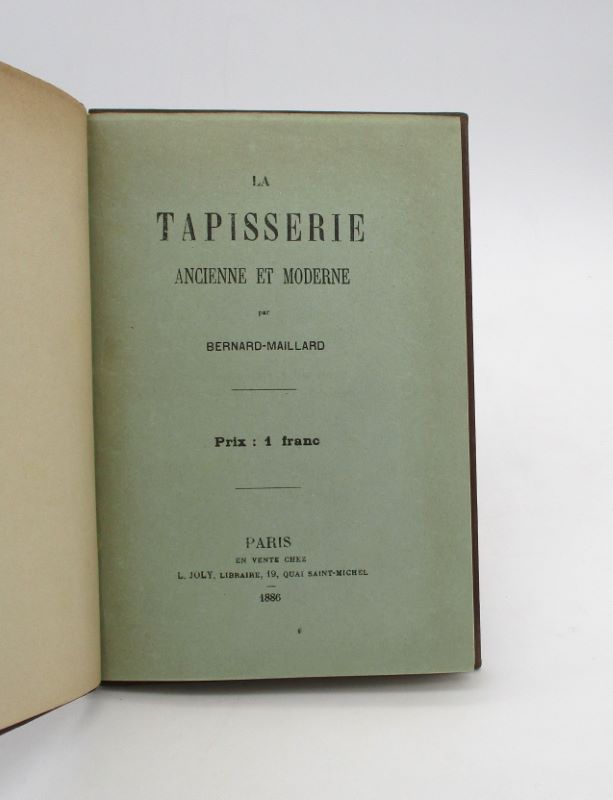 LA
TAPISSERIE
ANCIENNE ET MODERNE
par
BERNARD-MAILLARD
Prix : 1 franc
PARIS
EN VENTE CHEZ
L. JOLY, LIBRAIRE, 19, QUAI SAINT-MICHEL
1886